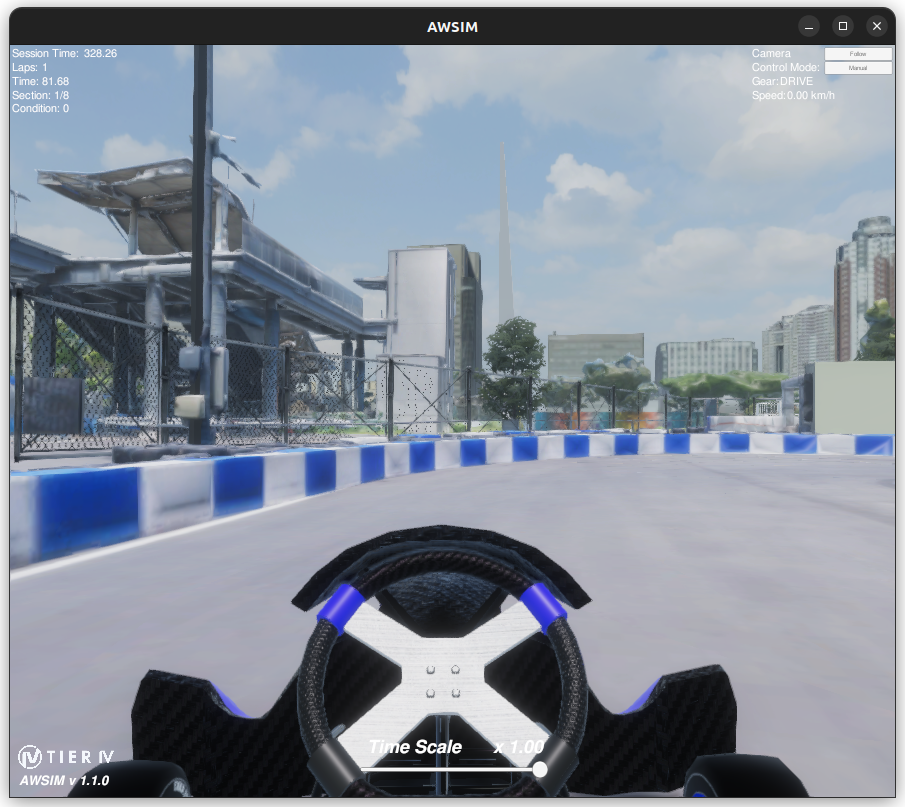 AWSIM
Session Time: 328.26
Laps: 1
Time: 81.68
Section: 1/8
Condition: 0
Camera Follow
Control Mode: Manual
Gear:DRIVE
Speed:0.00 km/h
Time Scale x 1.00
TIER IV
AWSIM v 1.1.0